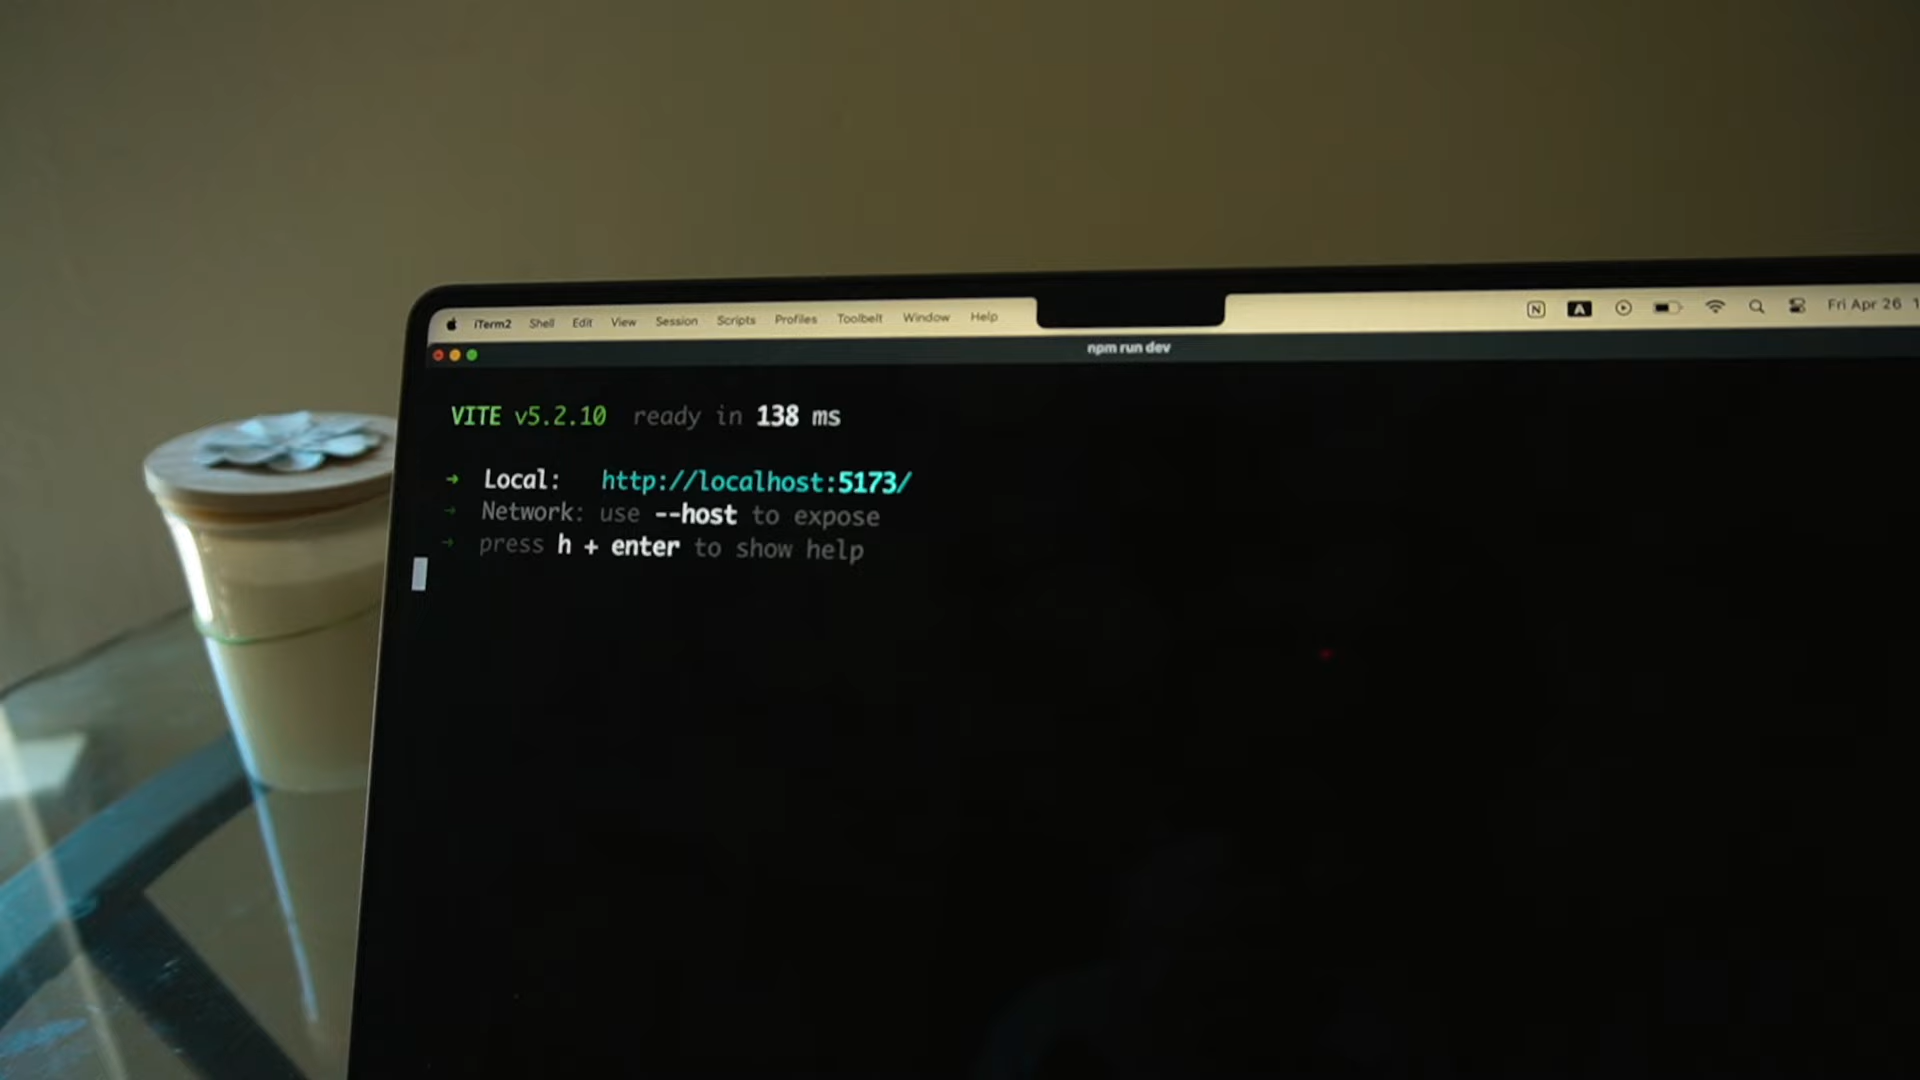 iTerm2 Shell Edit View Session Scripts Profiles Toolbelt Window Help N A Fri Apr 26 1
npm run dev
VITE v5.2.10 ready in 138 ms
➜ Local: http://localhost:5173/
➜ Network: use --host to expose
➜ press h + enter to show help